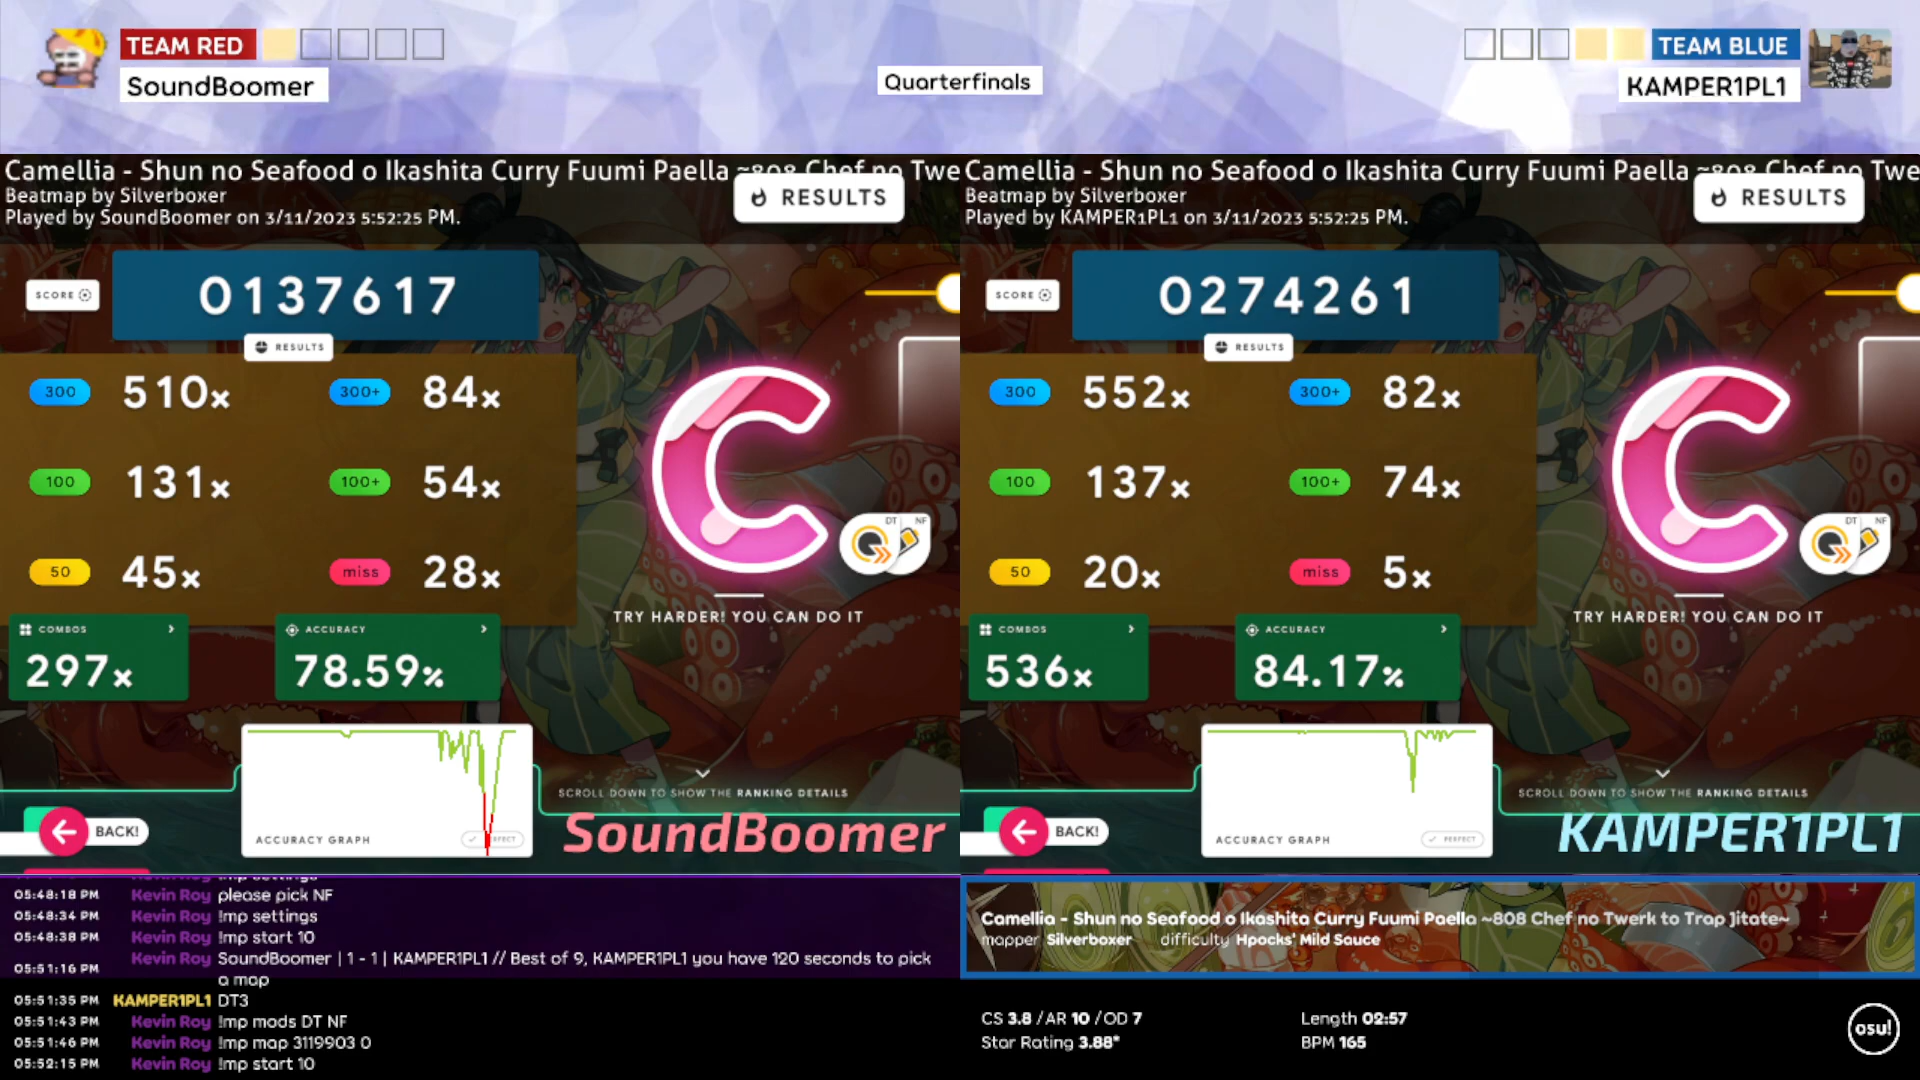 TEAM RED
SoundBoomer
Quarterfinals
TEAM BLUE
KAMPER1PL1
Camellia - Shun no Seafood o Ikashita Curry Fuumi Paella ~808 Chef no Twe
Beatmap by Silverboxer
Played by SoundBoomer on 3/11/2023 5:52:25 PM.
RESULTS
SCORE
0137617
RESULTS
300 510x 300+ 84x
100 131x 100+ 54x
50 45x miss 28x
COMBOS
297x
ACCURACY
78.59%
C
DT NF
TRY HARDER! YOU CAN DO IT
SCROLL DOWN TO SHOW THE RANKING DETAILS
BACK!
ACCURACY GRAPH
SoundBoomer
Camellia - Shun no Seafood o Ikashita Curry Fuumi Paella ~808 Chef no Twe
Beatmap by Silverboxer
Played by KAMPER1PL1 on 3/11/2023 5:52:25 PM.
RESULTS
SCORE
0274261
RESULTS
300 552x 300+ 82x
100 137x 100+ 74x
50 20x miss 5x
COMBOS
536x
ACCURACY
84.17%
C
DT NF
TRY HARDER! YOU CAN DO IT
SCROLL DOWN TO SHOW THE RANKING DETAILS
BACK!
ACCURACY GRAPH
PERFECT
KAMPER1PL1
05:48:18 PM Kevin Roy please pick NF
05:48:34 PM Kevin Roy !mp settings
05:48:38 PM Kevin Roy !mp start 10
05:51:16 PM Kevin Roy SoundBoomer | 1 - 1 | KAMPER1PL1 // Best of 9, KAMPER1PL1 you have 120 seconds to pick
a map
05:51:35 PM KAMPER1PL1 DT3
05:51:43 PM Kevin Roy !mp mods DT NF
05:51:46 PM Kevin Roy !mp map 3119903 0
05:52:15 PM Kevin Roy !mp start 10
Camellia - Shun no Seafood o Ikashita Curry Fuumi Paella ~808 Chef no Twerk to Trap Jitate~
mapper Silverboxer difficulty Hpocks' Mild Sauce
CS 3.8 / AR 10 / OD 7
Star Rating 3.88*
Length 02:57
BPM 165
osu!